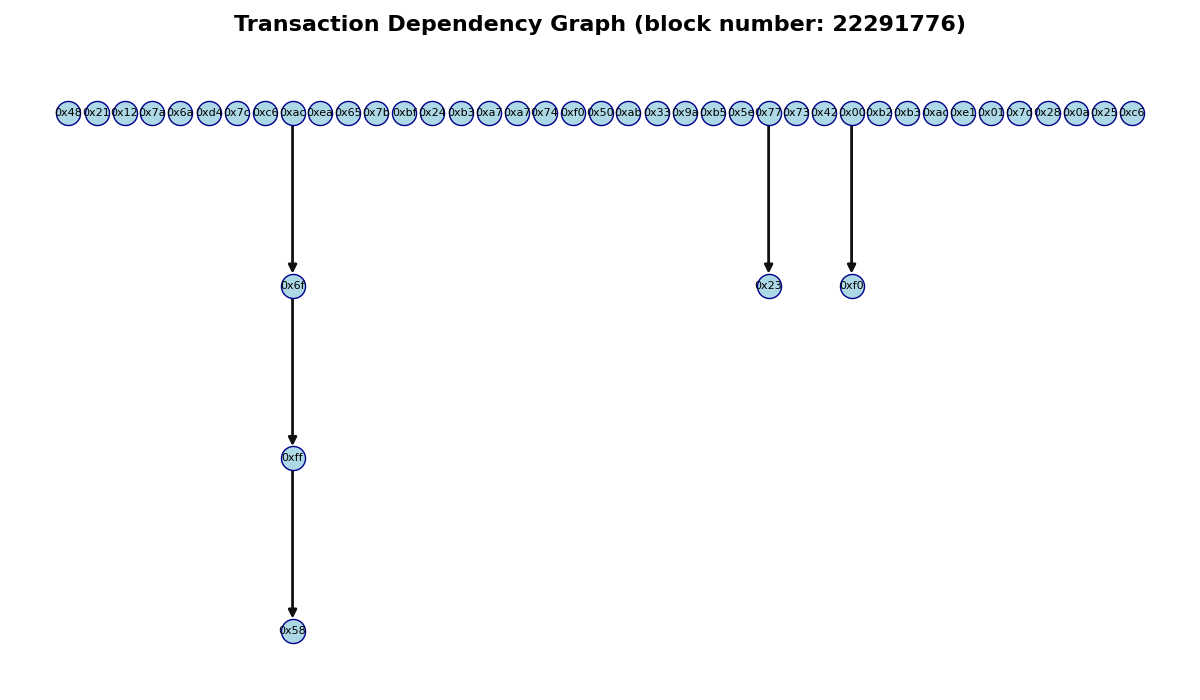 Transaction Dependency Graph (block number: 22291776)
0x48 0x21 0x12 0x7a 0x6a 0xd4 0x7c 0xc6 0xac 0xea 0x65 0x7b 0xbf 0x24 0xb3 0xa7 0xa7 0x74 0xf0 0x50 0xab 0x33 0x9a 0xb5 0x5e 0x77 0x73 0x42 0x00 0xb2 0xb3 0xac 0xe1 0x01 0x7d 0x28 0x0a 0x25 0xc6
0x6f 0x23 0xf0
0xff
0x58